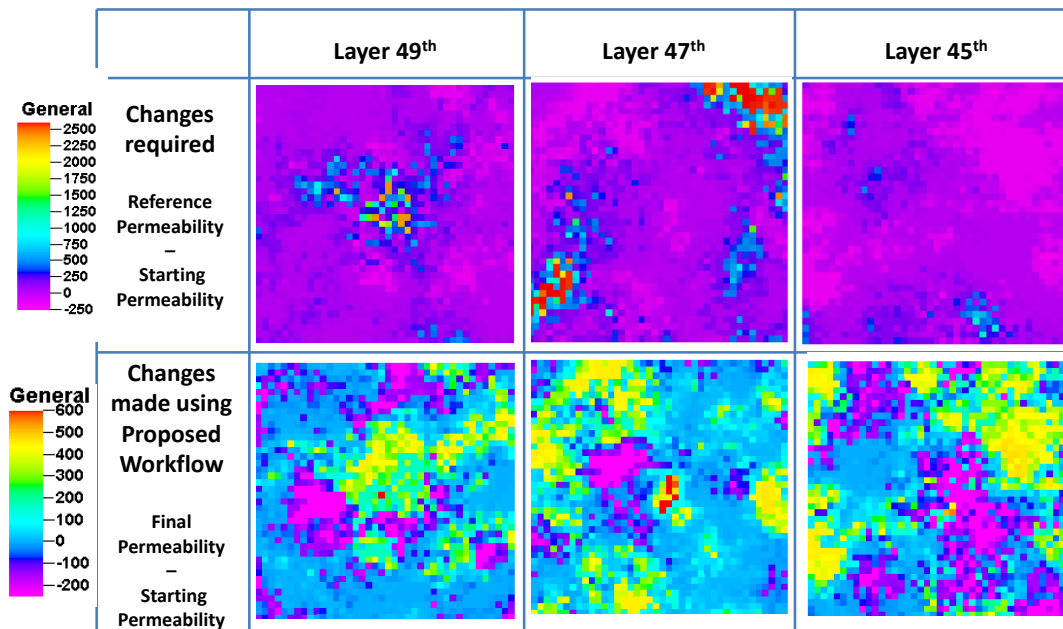 Layer 49th
Layer 47th
Layer 45th
General
2500
2250
2000
1750
1500
1250
1000
750
500
250
0
-250
Changes
required
Reference
Permeability
–
Starting
Permeability
General
600
500
400
300
200
100
0
-100
-200
Changes
made using
Proposed
Workflow
Final
Permeability
–
Starting
Permeability